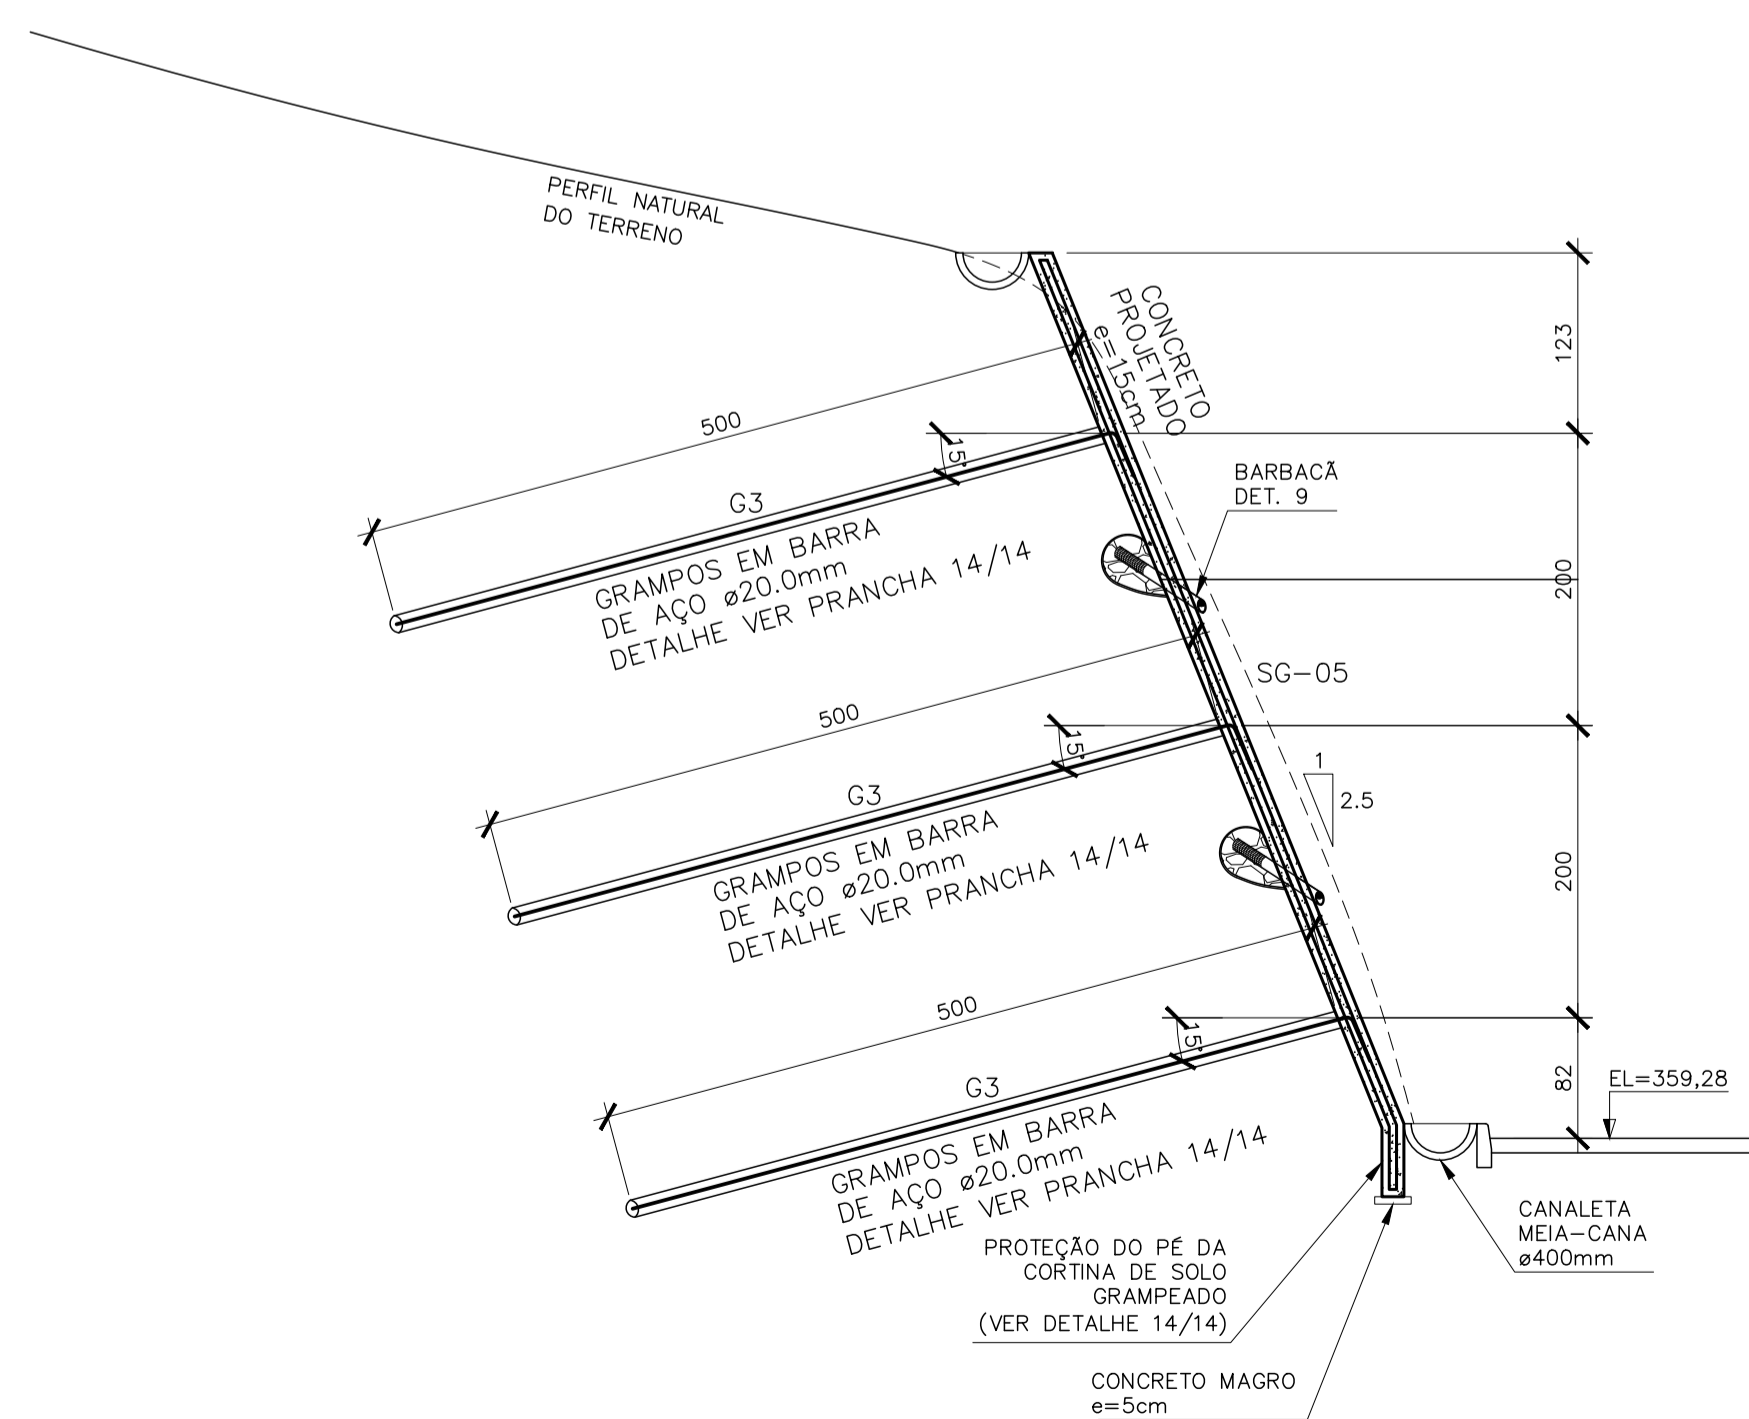 PERFIL NATURAL
DO TERRENO
CONCRETO
PROJETADO
e=15cm
123
500
15°
G3
GRAMPOS EM BARRA
DE AÇO ø20.0mm
DETALHE VER PRANCHA 14/14
BARBACÃ
DET. 9
200
SG-05
500
15°
G3
GRAMPOS EM BARRA
DE AÇO ø20.0mm
DETALHE VER PRANCHA 14/14
1
2.5
200
500
15°
G3
GRAMPOS EM BARRA
DE AÇO ø20.0mm
DETALHE VER PRANCHA 14/14
82
EL=359,28
CANALETA
MEIA-CANA
ø400mm
PROTEÇÃO DO PÉ DA
CORTINA DE SOLO
GRAMPEADO
(VER DETALHE 14/14)
CONCRETO MAGRO
e=5cm